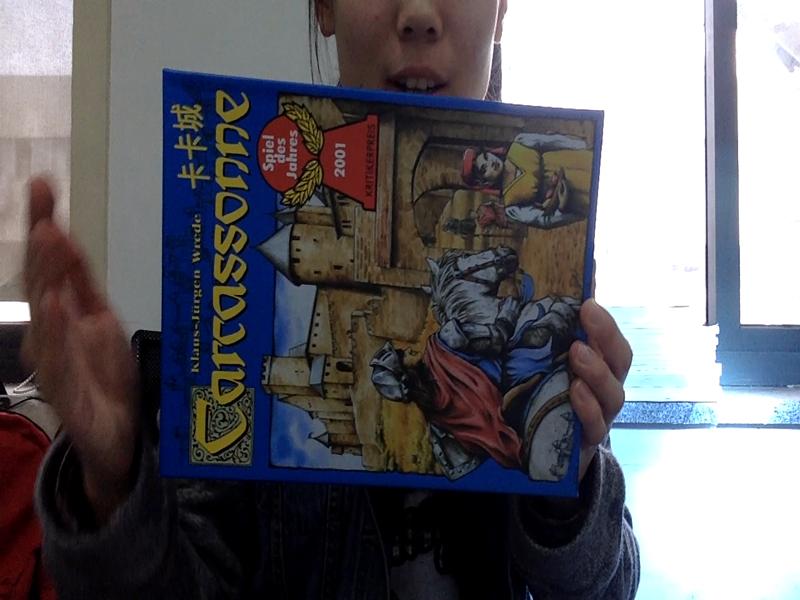 卡卡城
Klaus-Jürgen Wrede
Carcassonne
Spiel
des
Jahres
2001
KRITIKERPREIS